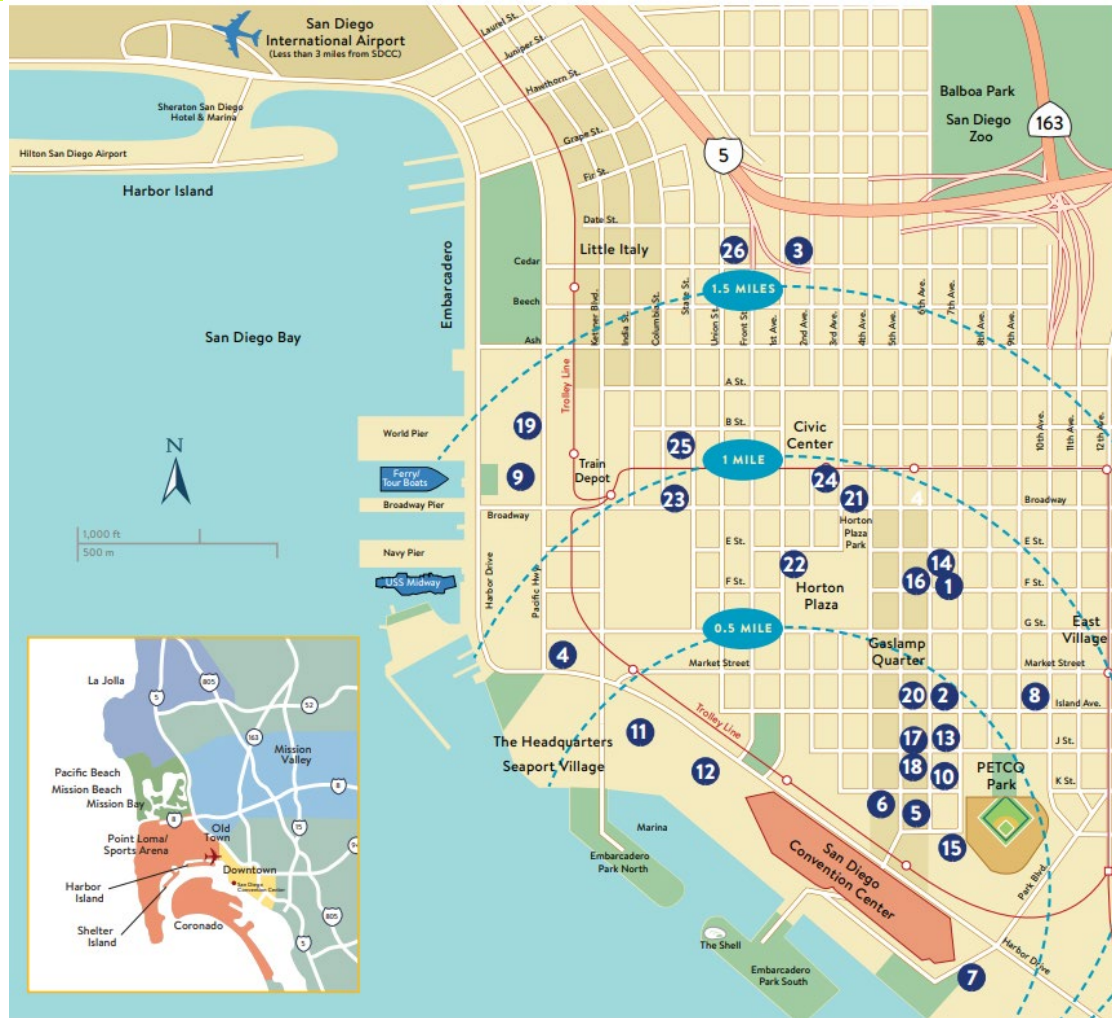 San Diego
International Airport
(Less than 3 miles from SDCC)
Laurel St.
Juniper St.
Hawthorn St.
Grape St.
Fir St.
Date St.
Sheraton San Diego
Hotel & Marina
Hilton San Diego Airport
Harbor Island
San Diego Bay
Embarcadero
Balboa Park
San Diego
Zoo
163
5
Little Italy
26
3
Cedar
Beech
Ash
1.5 MILES
Kettner Blvd.
India St.
Columbia St.
State St.
Union St.
Front St.
1st Ave.
2nd Ave.
3rd Ave.
4th Ave.
5th Ave.
6th Ave.
7th Ave.
8th Ave.
9th Ave.
10th Ave.
11th Ave.
12th Ave.
Trolley Line
A St.
B St.
Civic
Center
19
World Pier
25
1 MILE
N
Ferry/
Tour Boats
9
Train
Depot
24
23
21
4
Broadway Pier
Broadway
Broadway
Horton
Plaza
Park
1,000 ft
500 m
Navy Pier
USS Midway
Harbor Drive
Pacific Hwy.
E St.
E St.
22
14
16
1
F St.
F St.
Horton
Plaza
G St.
East
Village
0.5 MILE
Gaslamp
Quarter
4
Market Street
Market Street
20
2
8
Island Ave.
Trolley Line
11
The Headquarters
Seaport Village
12
17
13
J St.
18
10
PETCO
Park
K St.
6
5
15
Marina
San Diego
Convention Center
Park Blvd.
Embarcadero
Park North
The Shell
Embarcadero
Park South
Harbor Drive
7
La Jolla
5
805
52
163
Mission
Valley
Pacific Beach
Mission Beach
Mission Bay
8
8
15
Old
Town
Point Loma/
Sports Arena
94
Downtown
San Diego
Convention Center
Harbor
Island
Shelter
Island
Coronado
805
5